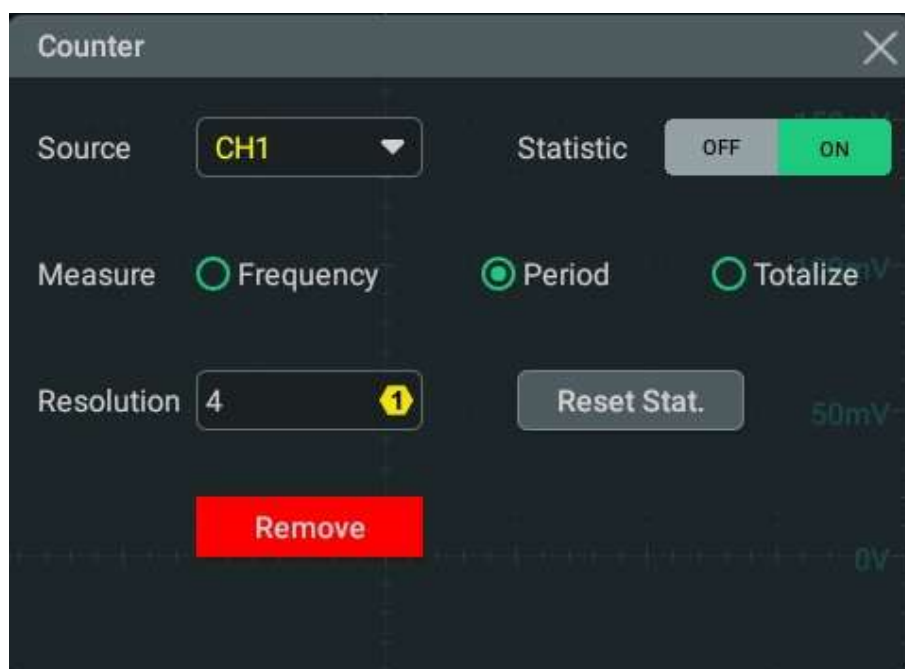 Counter
Source CH1 Statistic OFF ON
Measure Frequency Period Totalize
Resolution 4 1 Reset Stat.
50mV
Remove
0V